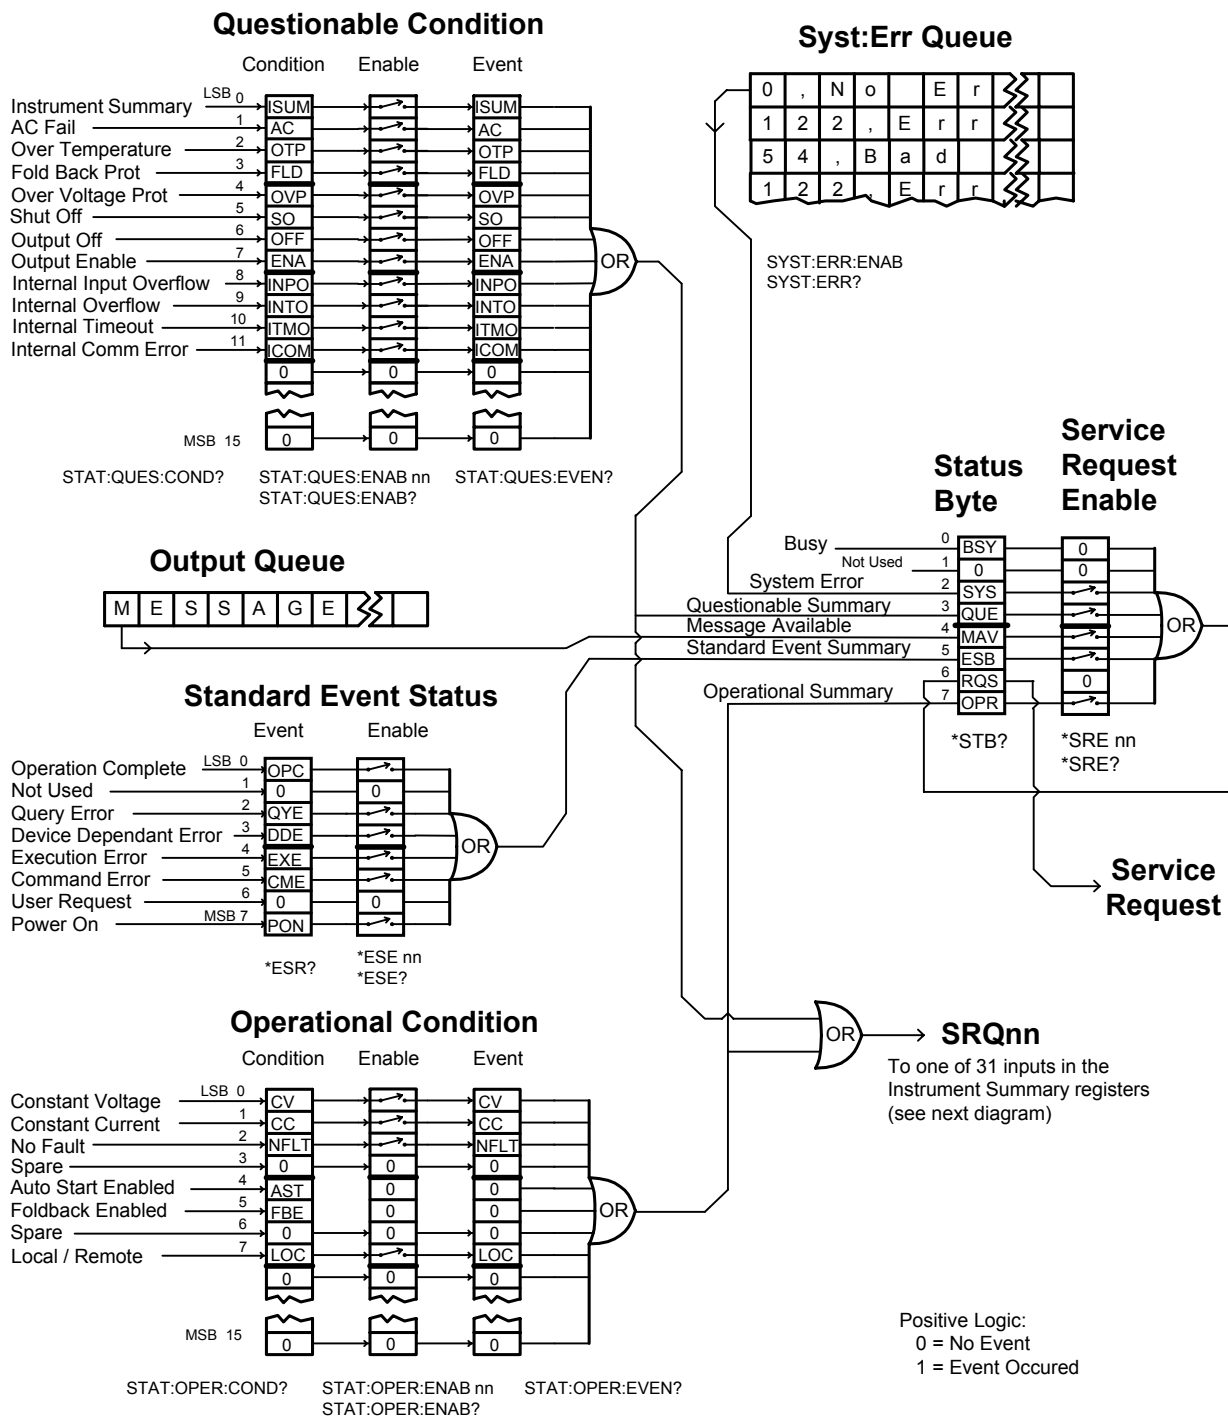 Questionable Condition
Condition Enable Event
Instrument Summary LSB 0 ISUM ISUM
AC Fail 1 AC AC
Over Temperature 2 OTP OTP
Fold Back Prot 3 FLD FLD
Over Voltage Prot 4 OVP OVP
Shut Off 5 SO SO
Output Off 6 OFF OFF
Output Enable 7 ENA ENA
Internal Input Overflow 8 INPO INPO
Internal Overflow 9 INTO INTO
Internal Timeout 10 ITMO ITMO
Internal Comm Error 11 ICOM ICOM
0 0 0
MSB 15 0 0 0
OR
STAT:QUES:COND? STAT:QUES:ENAB nn STAT:QUES:EVEN?
STAT:QUES:ENAB?
Syst:Err Queue
0 , N o E r
1 2 2 , E r r
5 4 , B a d
1 2 2 , E r r
SYST:ERR:ENAB
SYST:ERR?
Output Queue
M E S S A G E
Status Byte
Service Request Enable
Busy 0 BSY 0
Not Used 1 0 0
System Error 2 SYS
Questionable Summary 3 QUE
Message Available 4 MAV
Standard Event Summary 5 ESB
6 RQS 0
Operational Summary 7 OPR
OR
*STB? *SRE nn
*SRE?
Service
Request
Standard Event Status
Event Enable
Operation Complete LSB 0 OPC
Not Used 1 0 0
Query Error 2 QYE
Device Dependant Error 3 DDE
Execution Error 4 EXE
Command Error 5 CME
User Request 6 0 0
Power On MSB 7 PON
OR
*ESR? *ESE nn
*ESE?
Operational Condition
Condition Enable Event
Constant Voltage LSB 0 CV CV
Constant Current 1 CC CC
No Fault 2 NFLT NFLT
Spare 3 0 0 0
Auto Start Enabled 4 AST 0 0
Foldback Enabled 5 FBE 0 0
Spare 6 0 0 0
Local / Remote 7 LOC LOC
0 0 0
MSB 15 0 0 0
OR
STAT:OPER:COND? STAT:OPER:ENAB nn STAT:OPER:EVEN?
STAT:OPER:ENAB?
OR
SRQnn
To one of 31 inputs in the
Instrument Summary registers
(see next diagram)
Positive Logic:
0 = No Event
1 = Event Occured